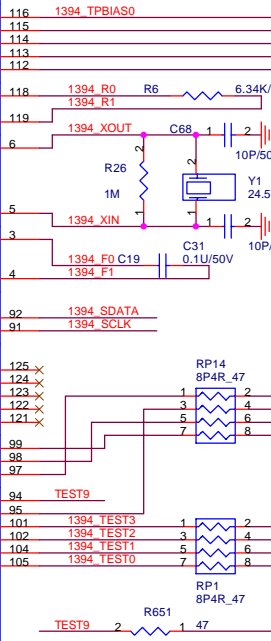 116 1394_TPBIAS0
115
114
113
112
118 1394_R0 R6 6.34K/
119 1394_R1
6 1394_XOUT C68 1 2
10P/50
2 2
R26 Y1
1M 24.5
1 1
5 1394_XIN 1 2
10P/
3 C31
0.1U/50V
1394_F0 C19
4 1394_F1
92 1394_SDATA
91 1394_SCLK
125
124
123
122
121
RP14
8P4R_47
1 2
3 4
5 6
7 8
99
98
97
94 TEST9
95
101 1394_TEST3 1 2
102 1394_TEST2 3 4
104 1394_TEST1 5 6
105 1394_TEST0 7 8
RP1
8P4R_47
R651
TEST9 2 1 47